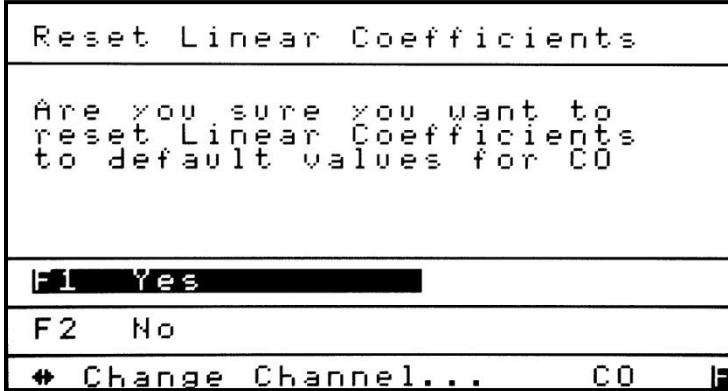 Reset Linear Coefficients
Are you sure you want to
reset Linear Coefficients
to default values for CO
F1 Yes
F2 No
Change Channel... CO